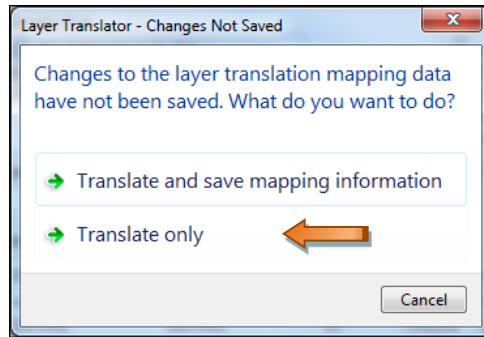 Layer Translator - Changes Not Saved
Changes to the layer translation mapping data
have not been saved. What do you want to do?
Translate and save mapping information
Translate only
Cancel